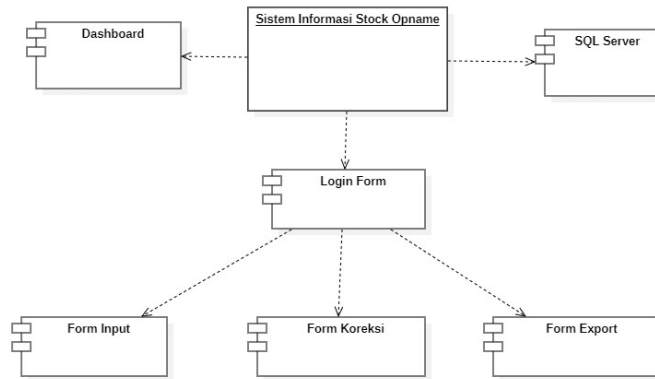 Sistem Informasi Stock Opname
Dashboard
SQL Server
Login Form
Form Input
Form Koreksi
Form Export